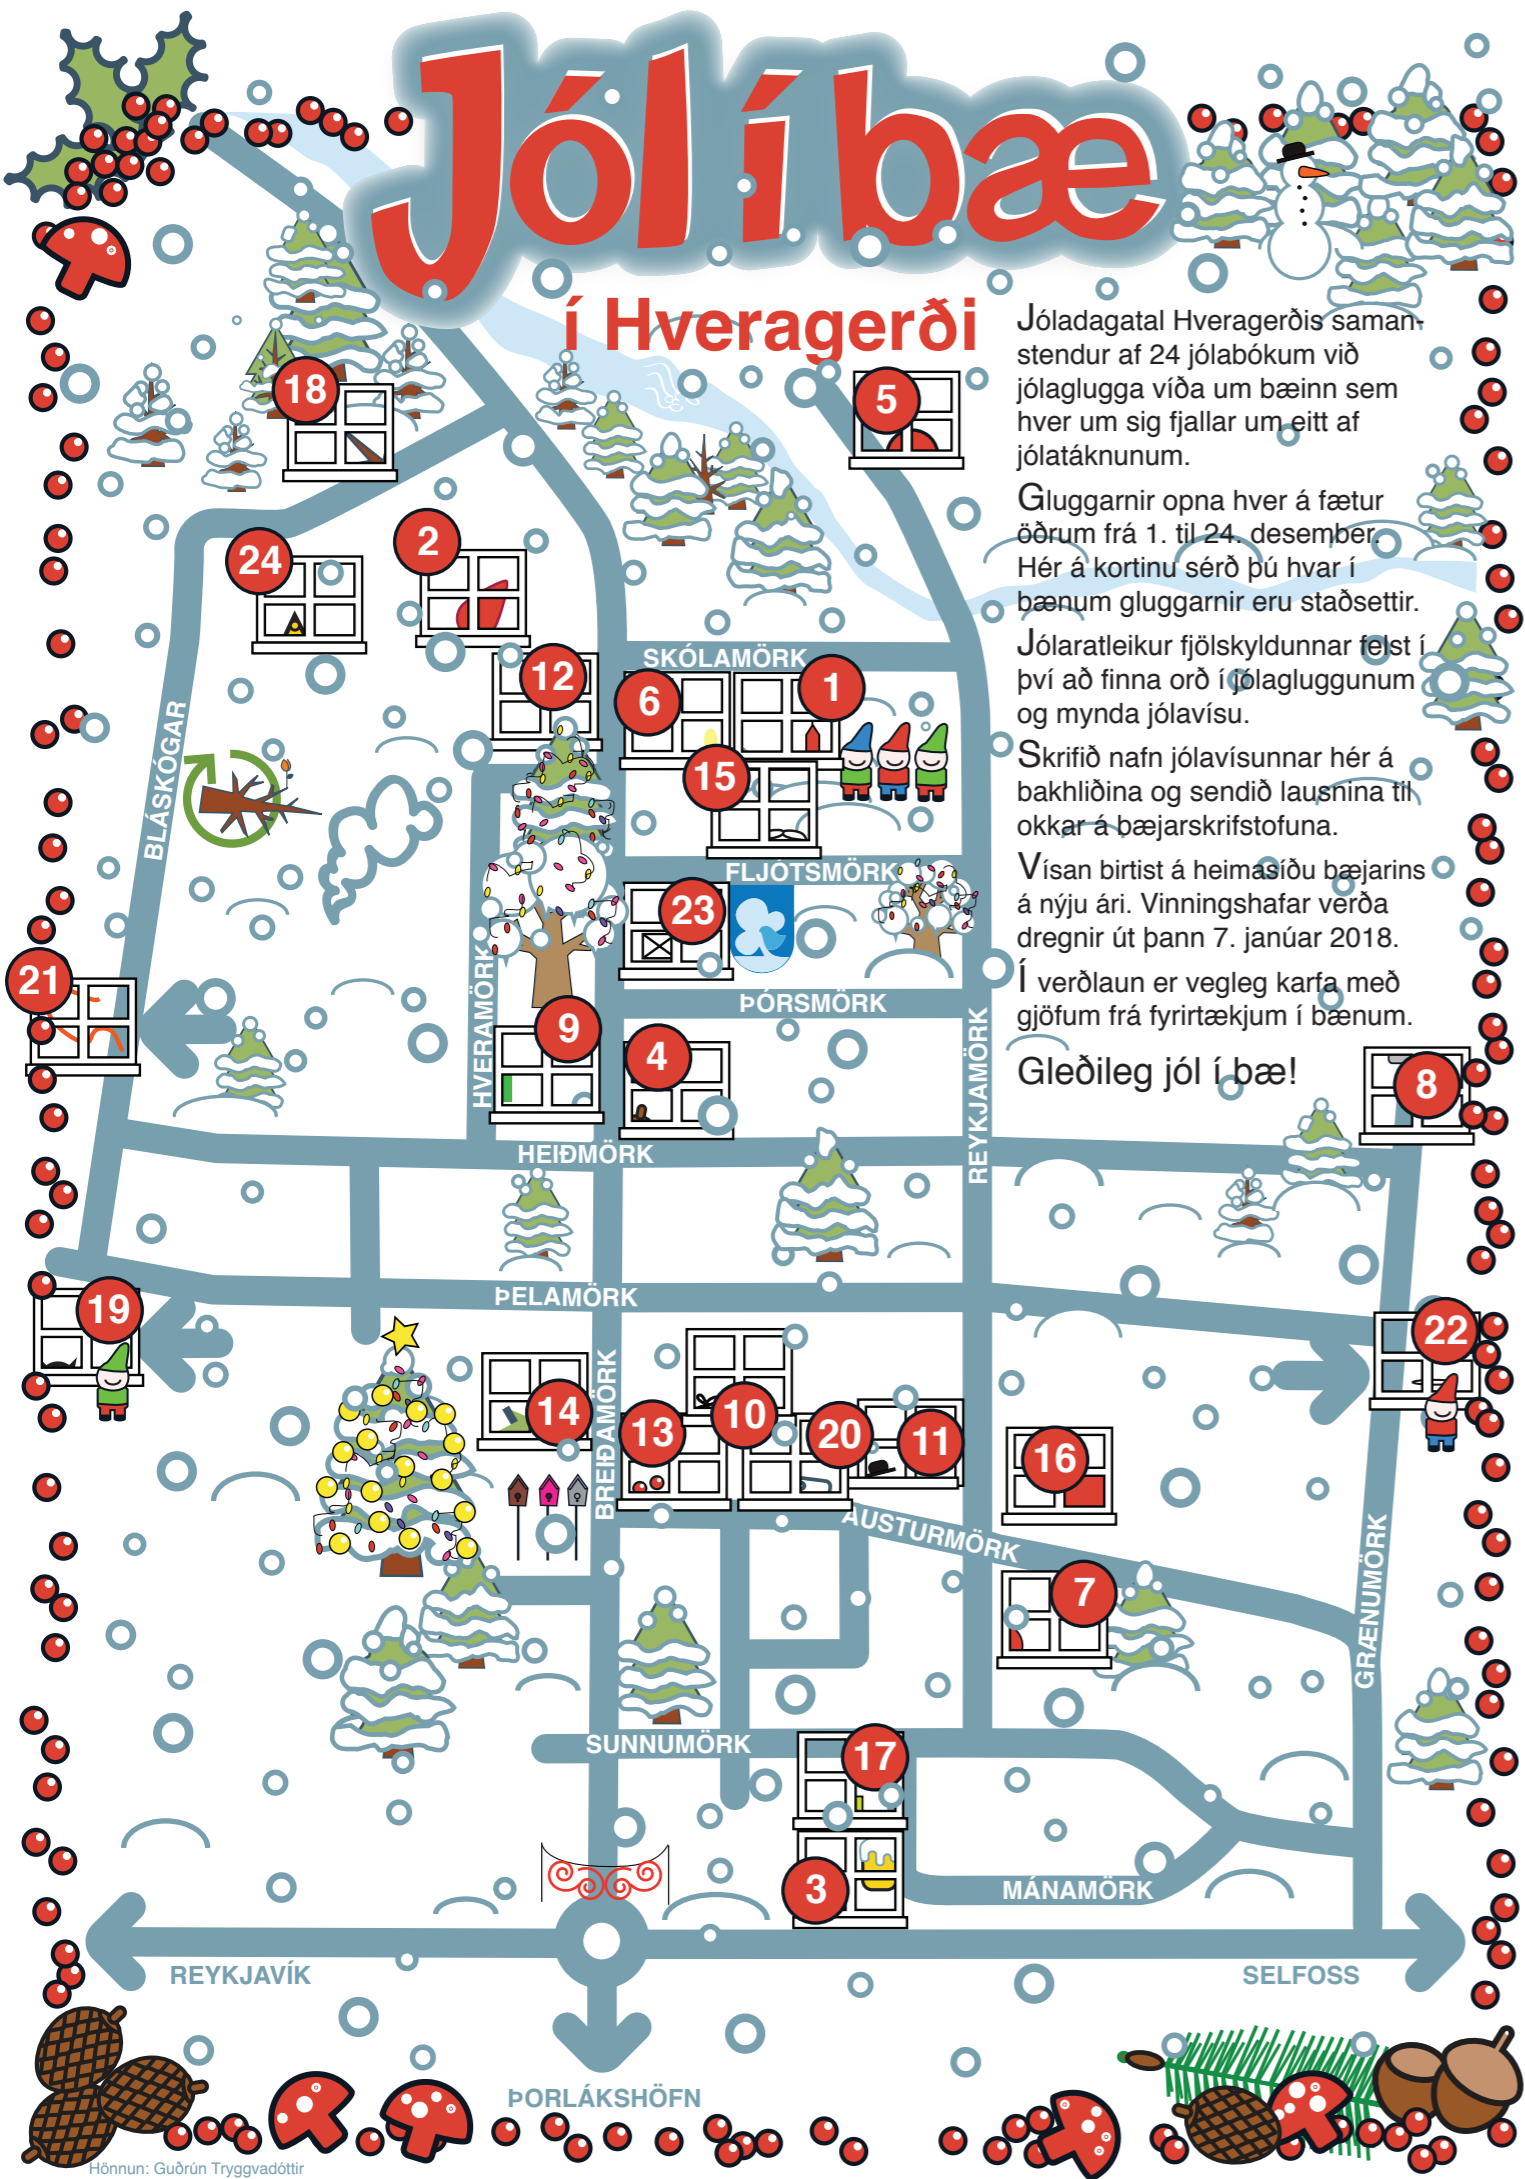 Jól í bæ
í Hveragerði
Jóladagatal Hveragerðis saman-
stendur af 24 jólabókum við
jólaglugga víða um bæinn sem
hver um sig fjallar um eitt af
jólatáknunum.
Gluggarnir opna hver á fætur
öðrum frá 1. til 24. desember.
Hér á kortinu sérð þú hvar í
bænum gluggarnir eru staðsettir.
Jólaratleikur fjölskyldunnar felst í
því að finna orð í jólagluggunum
og mynda jólavísu.
Skrifið nafn jólavísunnar hér á
bakhliðina og sendið lausnina til
okkar á bæjarskrifstofuna.
Vísan birtist á heimasíðu bæjarins
á nýju ári. Vinningshafar verða
dregnir út þann 7. janúar 2018.
Í verðlaun er vegleg karfa með
gjöfum frá fyrirtækjum í bænum.
Gleðileg jól í bæ!
18
5
2
24
SKÓLAMÖRK
12
6
1
BLÁSKÓGAR
15
FLJÓTSMÖRK
23
21
HVERAMÖRK
ÞÓRSMÖRK
9
4
REYKJAMÖRK
8
HEIÐMÖRK
ÞELAMÖRK
19
22
BREIÐAMÖRK
14
13
10
20
11
16
AUSTURMÖRK
7
GRÆNUMÖRK
SUNNUMÖRK
17
3
MÁNAMÖRK
REYKJAVÍK
SELFOSS
ÞORLÁKSHÖFN
Hönnun: Guðrún Tryggvadóttir